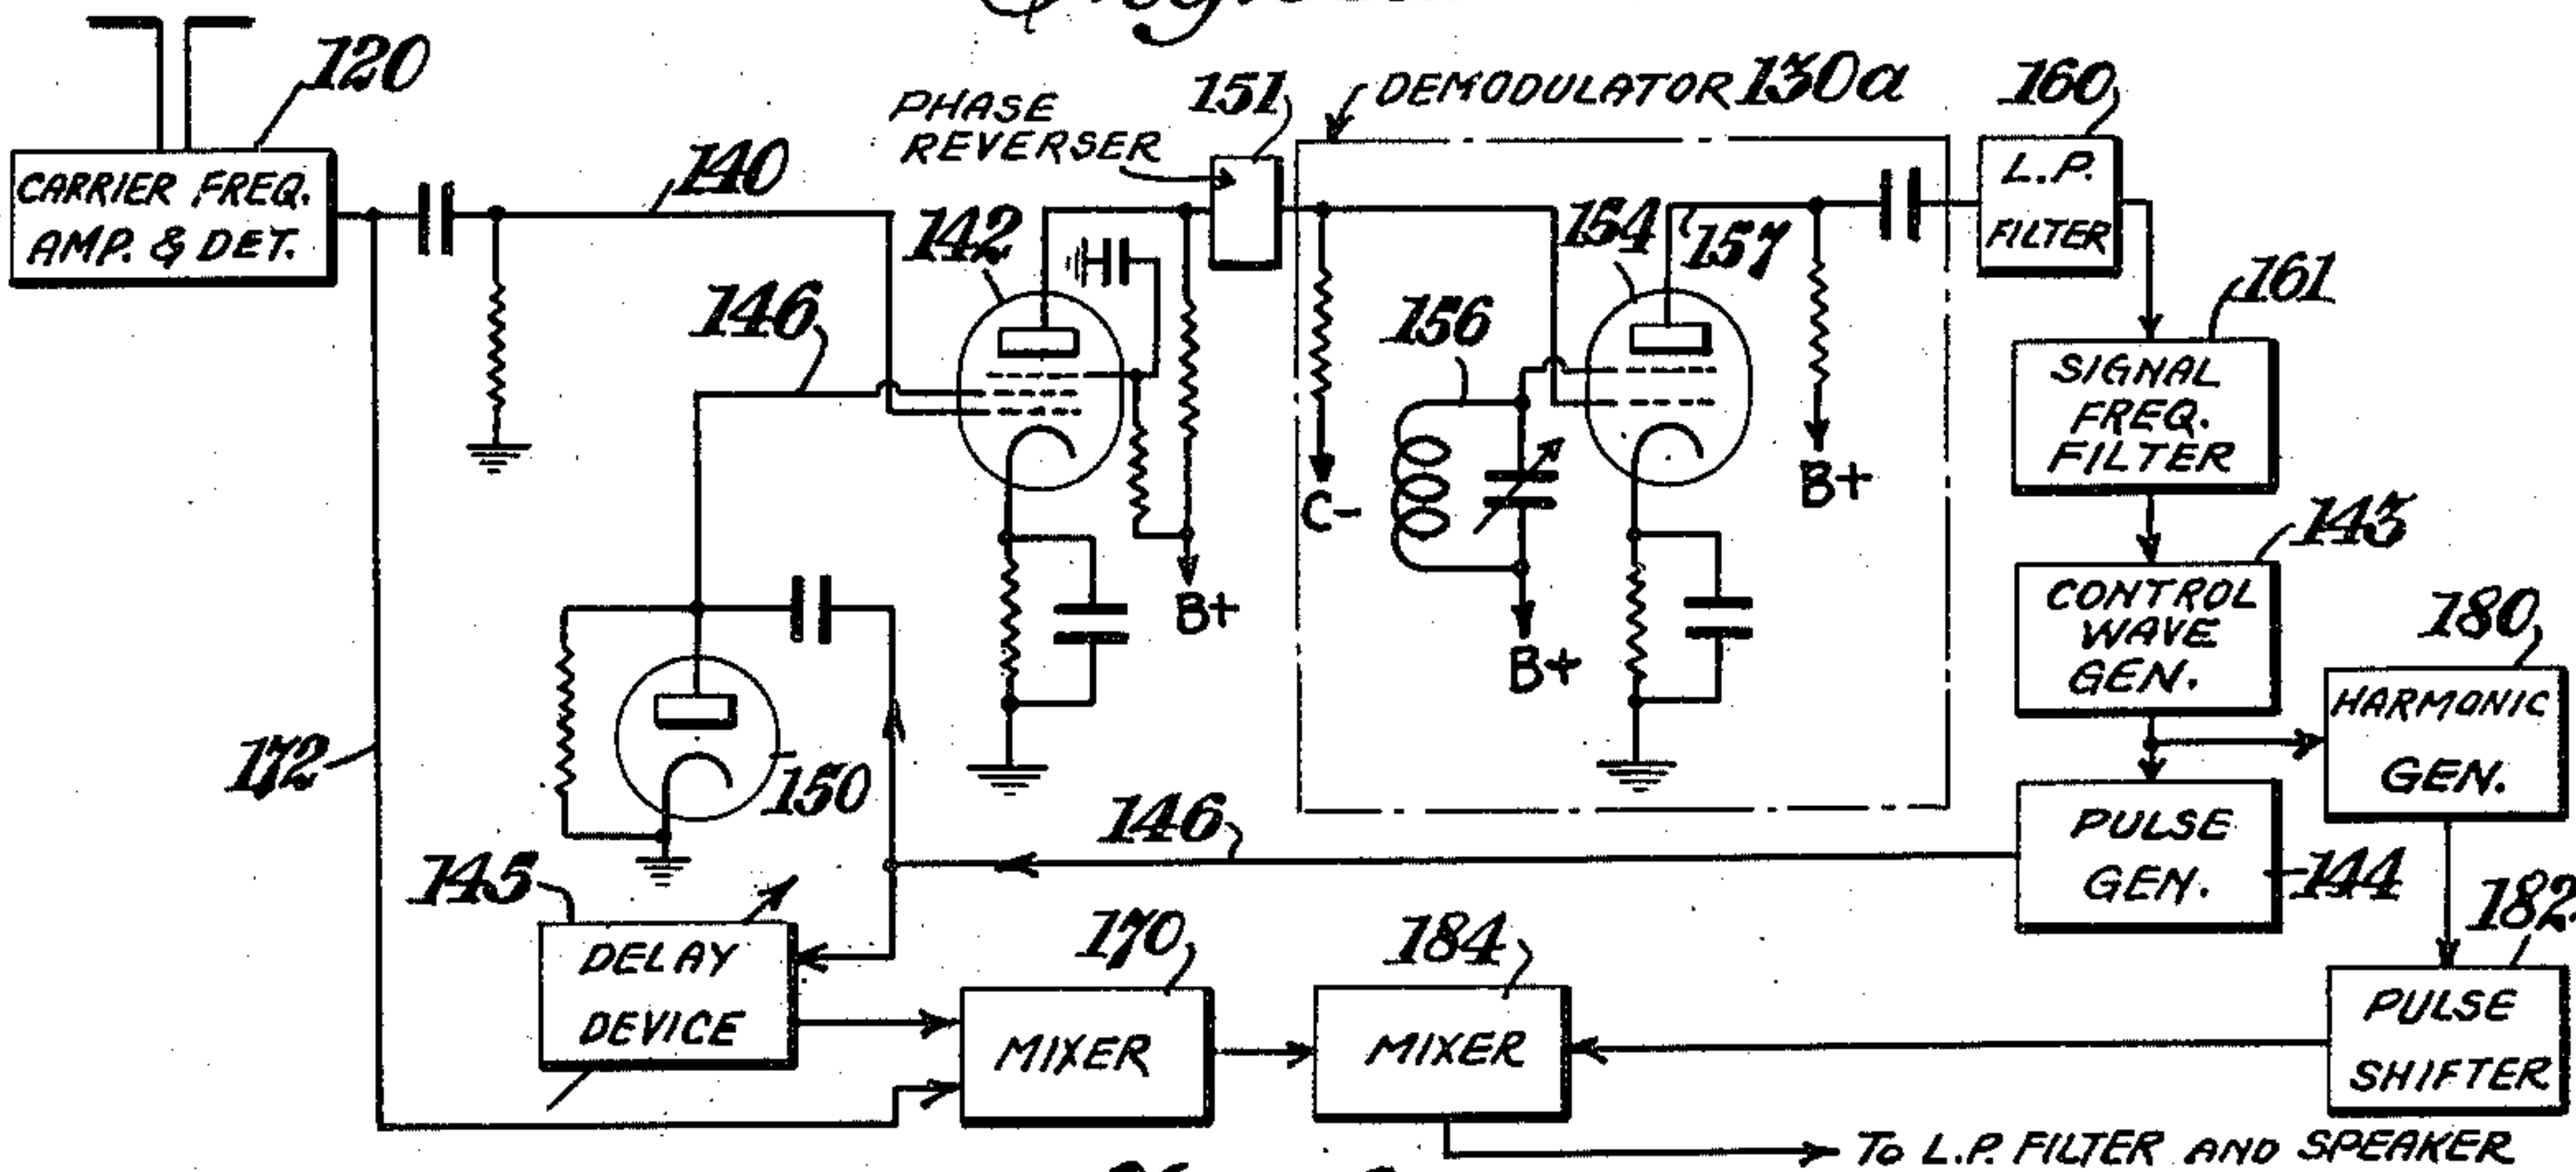 120
CARRIER FREQ.
AMP. & DET.
140
146
142
PHASE
REVERSER
151
DEMODULATOR 130a
154
157
156
C-
B+
B+
B+
160
L.P.
FILTER
161
SIGNAL
FREQ.
FILTER
143
CONTROL
WAVE
GEN.
180
HARMONIC
GEN.
172
150
146
PULSE
GEN.
144
145
DELAY
DEVICE
170
MIXER
184
MIXER
182
PULSE
SHIFTER
TO L.P. FILTER AND SPEAKER